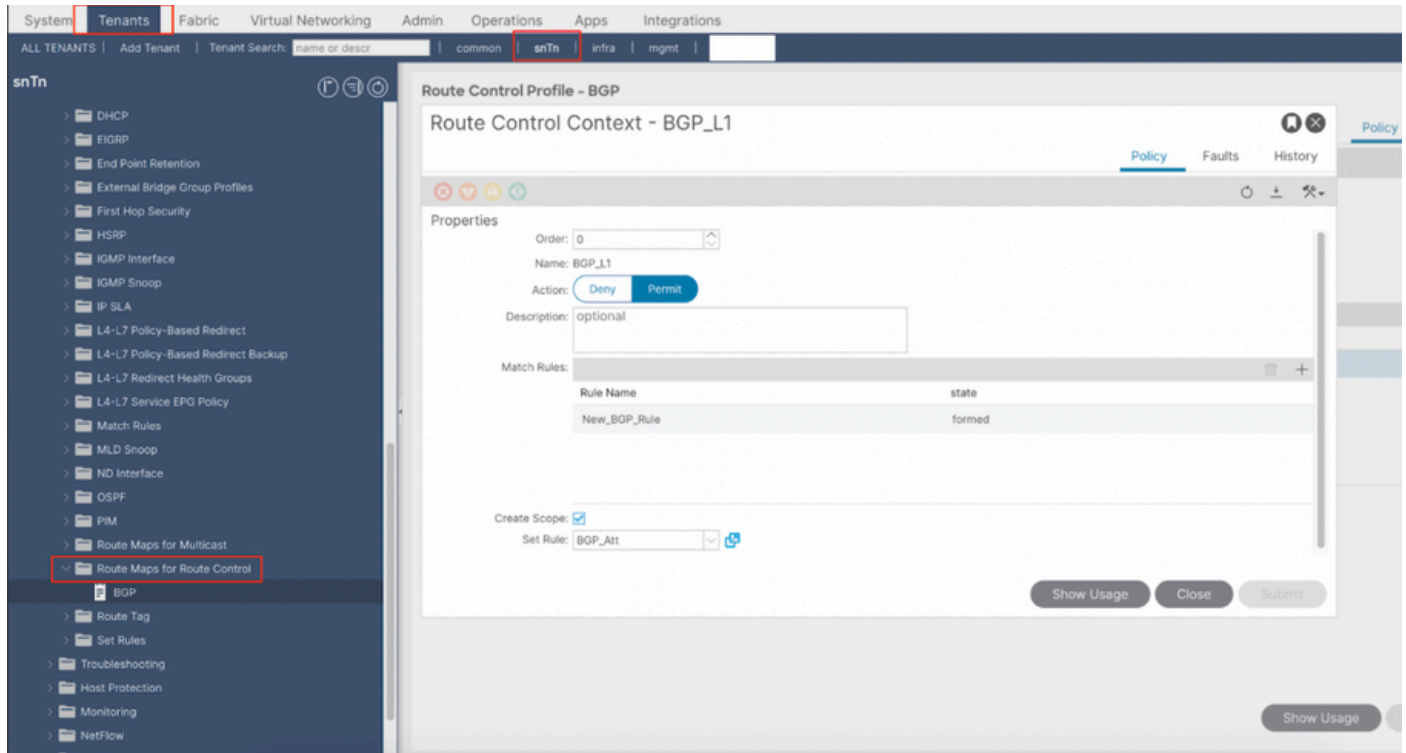 System Tenants Fabric Virtual Networking Admin Operations Apps Integrations
ALL TENANTS | Add Tenant | Tenant Search: name or descr | common | snTn | infra | mgmt |
snTn
DHCP
EIGRP
End Point Retention
External Bridge Group Profiles
First Hop Security
HSRP
IGMP Interface
IGMP Snoop
IP SLA
L4-L7 Policy-Based Redirect
L4-L7 Policy-Based Redirect Backup
L4-L7 Redirect Health Groups
L4-L7 Service EPG Policy
Match Rules
MLD Snoop
ND Interface
OSPF
PIM
Route Maps for Multicast
Route Maps for Route Control
BGP
Route Tag
Set Rules
Troubleshooting
Host Protection
Monitoring
NetFlow
Route Control Profile - BGP
Route Control Context - BGP_L1
Policy
Policy Faults History
Properties
Order: 0
Name: BGP_L1
Action: Deny Permit
Description: optional
Match Rules:
Rule Name state
New_BGP_Rule formed
Create Scope:
Set Rule: BGP_Att
Show Usage Close Submit
Show Usage